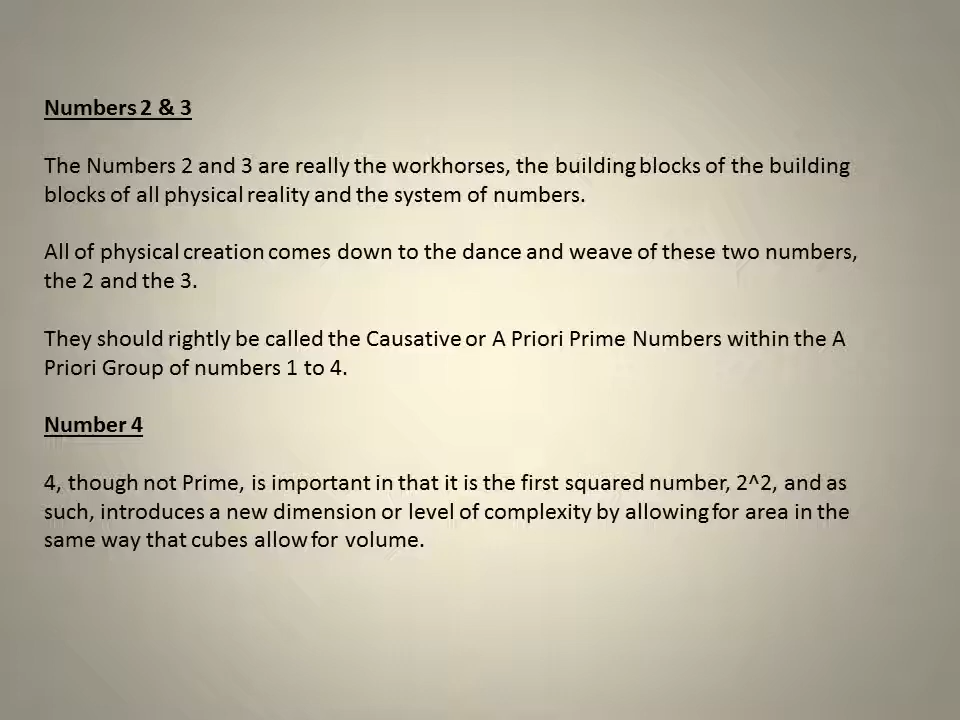 Numbers 2 & 3
The Numbers 2 and 3 are really the workhorses, the building blocks of the building
blocks of all physical reality and the system of numbers.
All of physical creation comes down to the dance and weave of these two numbers,
the 2 and the 3.
They should rightly be called the Causative or A Priori Prime Numbers within the A
Priori Group of numbers 1 to 4.
Number 4
4, though not Prime, is important in that it is the first squared number, 2^2, and as
such, introduces a new dimension or level of complexity by allowing for area in the
same way that cubes allow for volume.